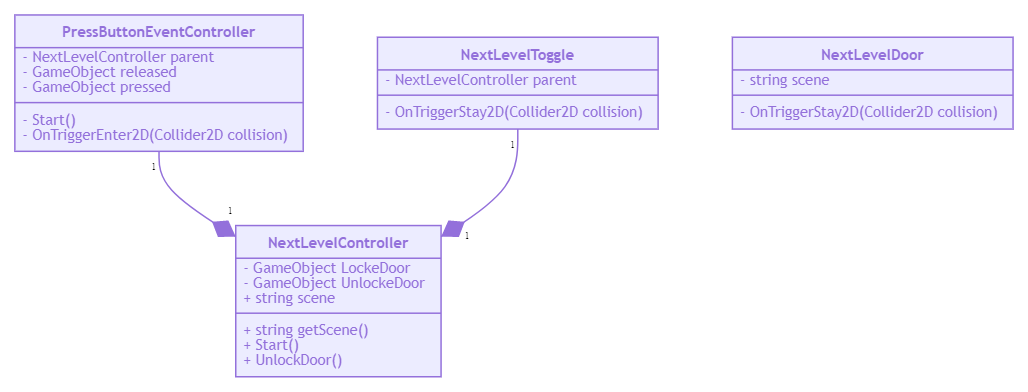 PressButtonEventController
- NextLevelController parent
- GameObject released
- GameObject pressed
- Start()
- OnTriggerEnter2D(Collider2D collision)
NextLevelToggle
- NextLevelController parent
- OnTriggerStay2D(Collider2D collision)
NextLevelDoor
- string scene
- OnTriggerStay2D(Collider2D collision)
1
1
1
1
NextLevelController
- GameObject LockeDoor
- GameObject UnlockeDoor
+ string scene
+ string getScene()
+ Start()
+ UnlockDoor()